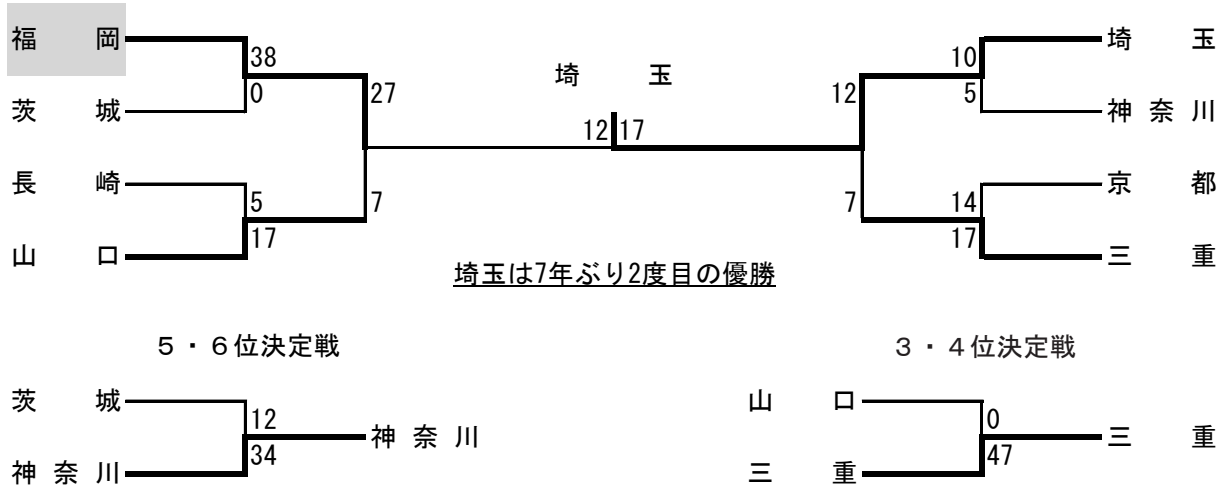 福岡 埼玉
38 10
埼玉
0 27 12 5
茨城 神奈川
12 17
長崎 京都
5 7 7 14
17 17
山口 三重
埼玉は7年ぶり2度目の優勝
５・６位決定戦 ３・４位決定戦
茨城 山口
12 0
神奈川 三重
34 47
神奈川 三重